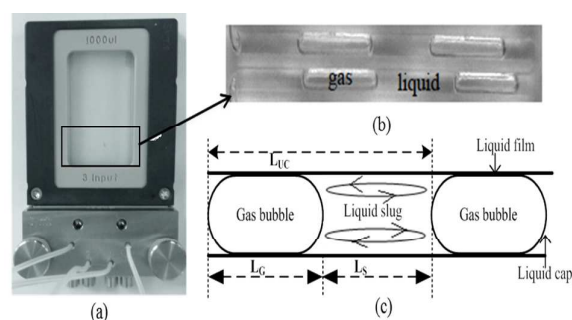 (a)
1000ul
3 input
gas
liquid
(b)
L_UC
Liquid film
Gas bubble
Liquid slug
Gas bubble
L_G
L_S
Liquid cap
(c)
(a)